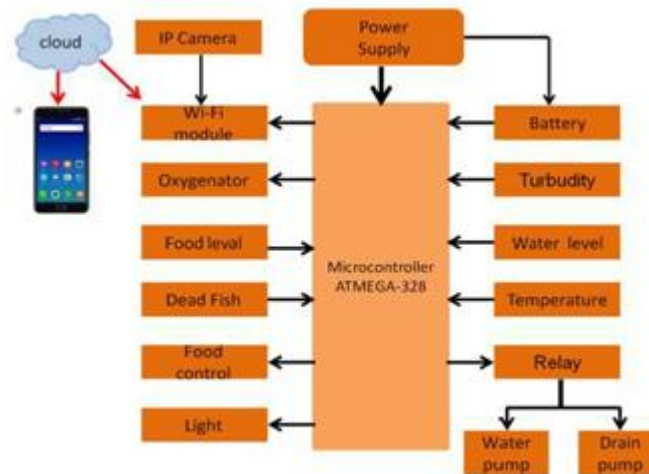 cloud
IP Camera
Power
Supply
Wi-Fi
module
Battery
Oxygenator
Turbudity
Food leval
Microcontroller
ATMEGA-328
Water level
Dead Fish
Temperature
Food
control
Relay
Light
Water
pump
Drain
pump